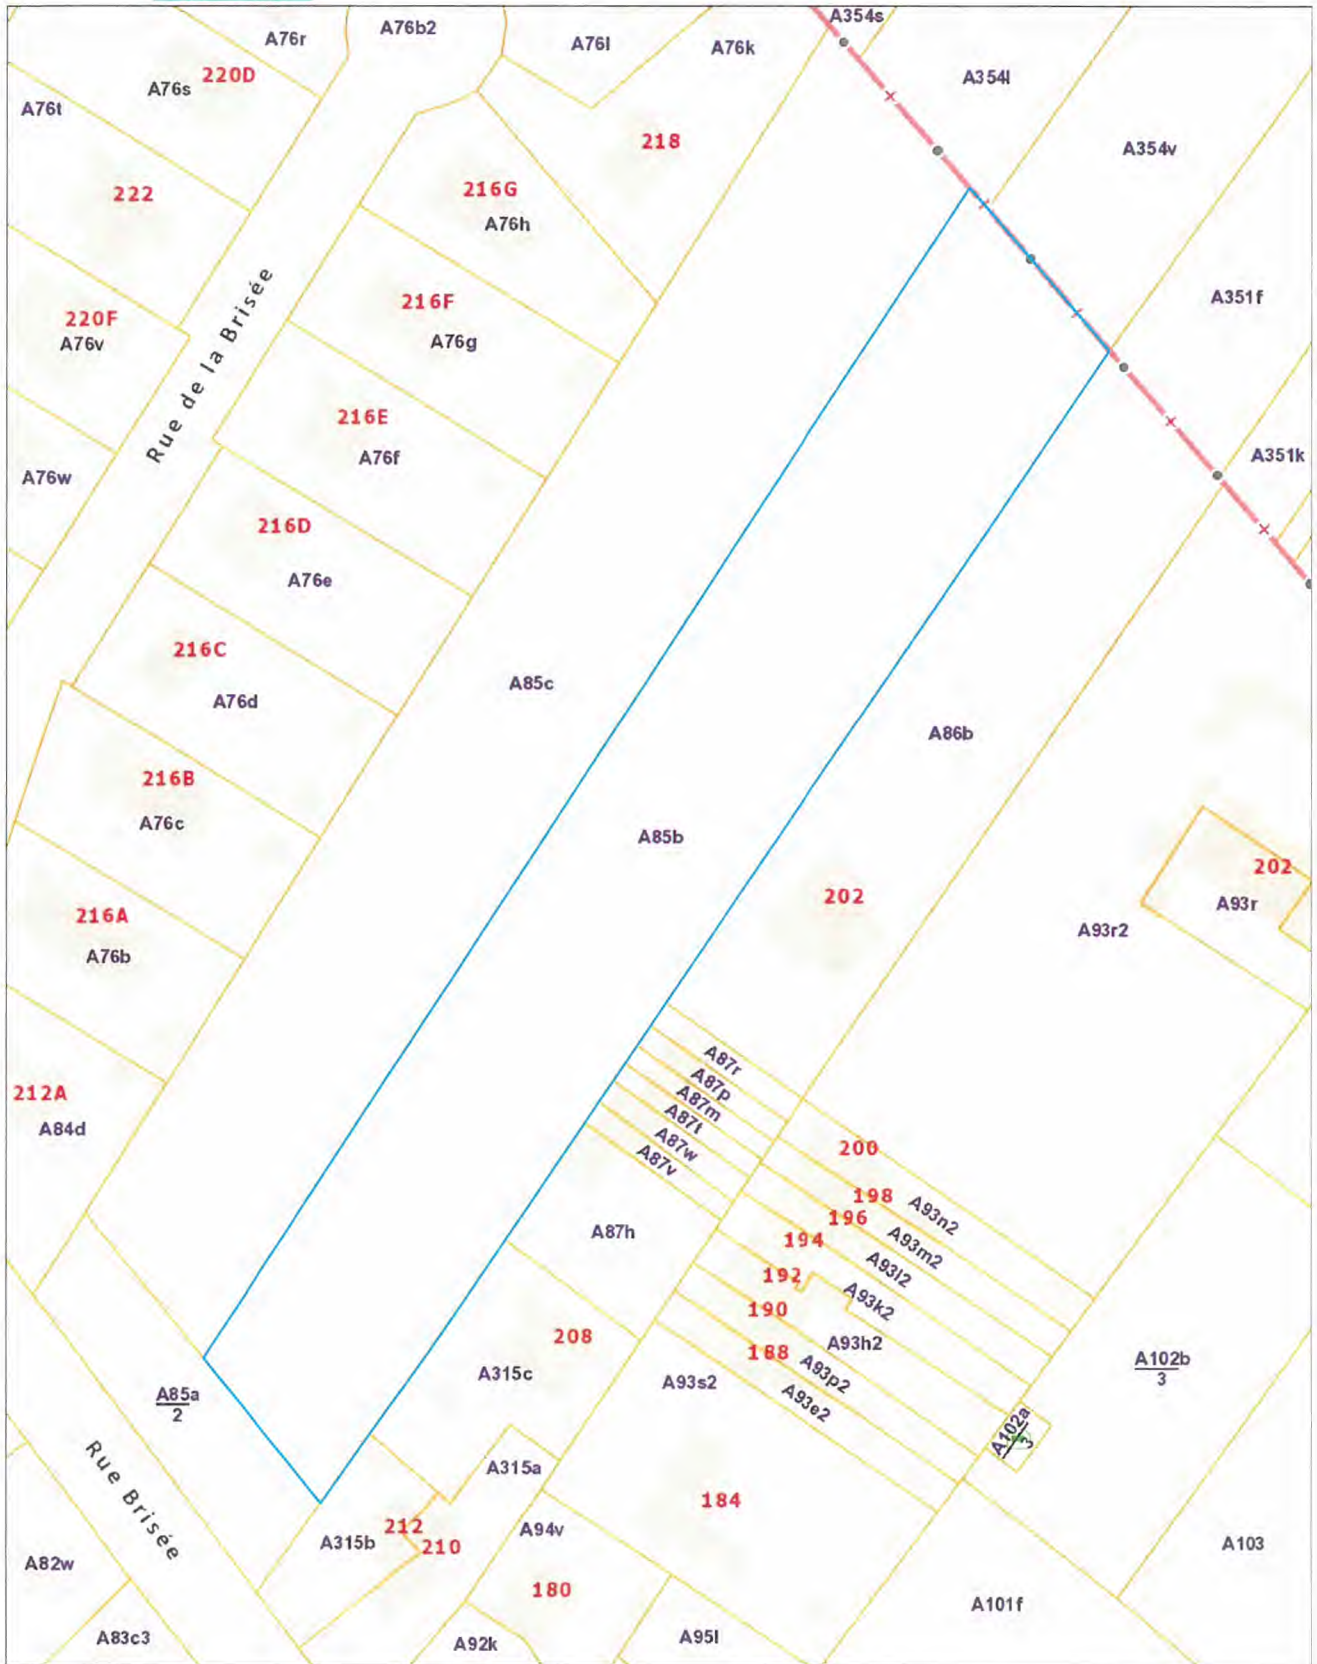 A354s
A76r
A76b2
A76l
A76k
220D
A76s
A354l
A76t
218
A354v
222
216G
A76h
Rue de la Brisée
216F
A351f
220F
A76v
A76g
216E
A76f
A351k
A76w
216D
A76e
216C
A76d
A85c
A86b
216B
A76c
A85b
202
202
A93r
216A
A76b
A93r2
A87r
A87p
A87m
A87t
A87w
A87v
212A
A84d
200
198
A93n2
196
A93m2
194
A93l2
A87h
192
A93k2
190
A93h2
208
188
A93p2
A93e2
A315c
A93s2
A102b
3
A85a
2
A102a
3
Rue Brisée
A315a
184
212
210
A315b
A94v
A103
A82w
180
A101f
A83c3
A92k
A95l